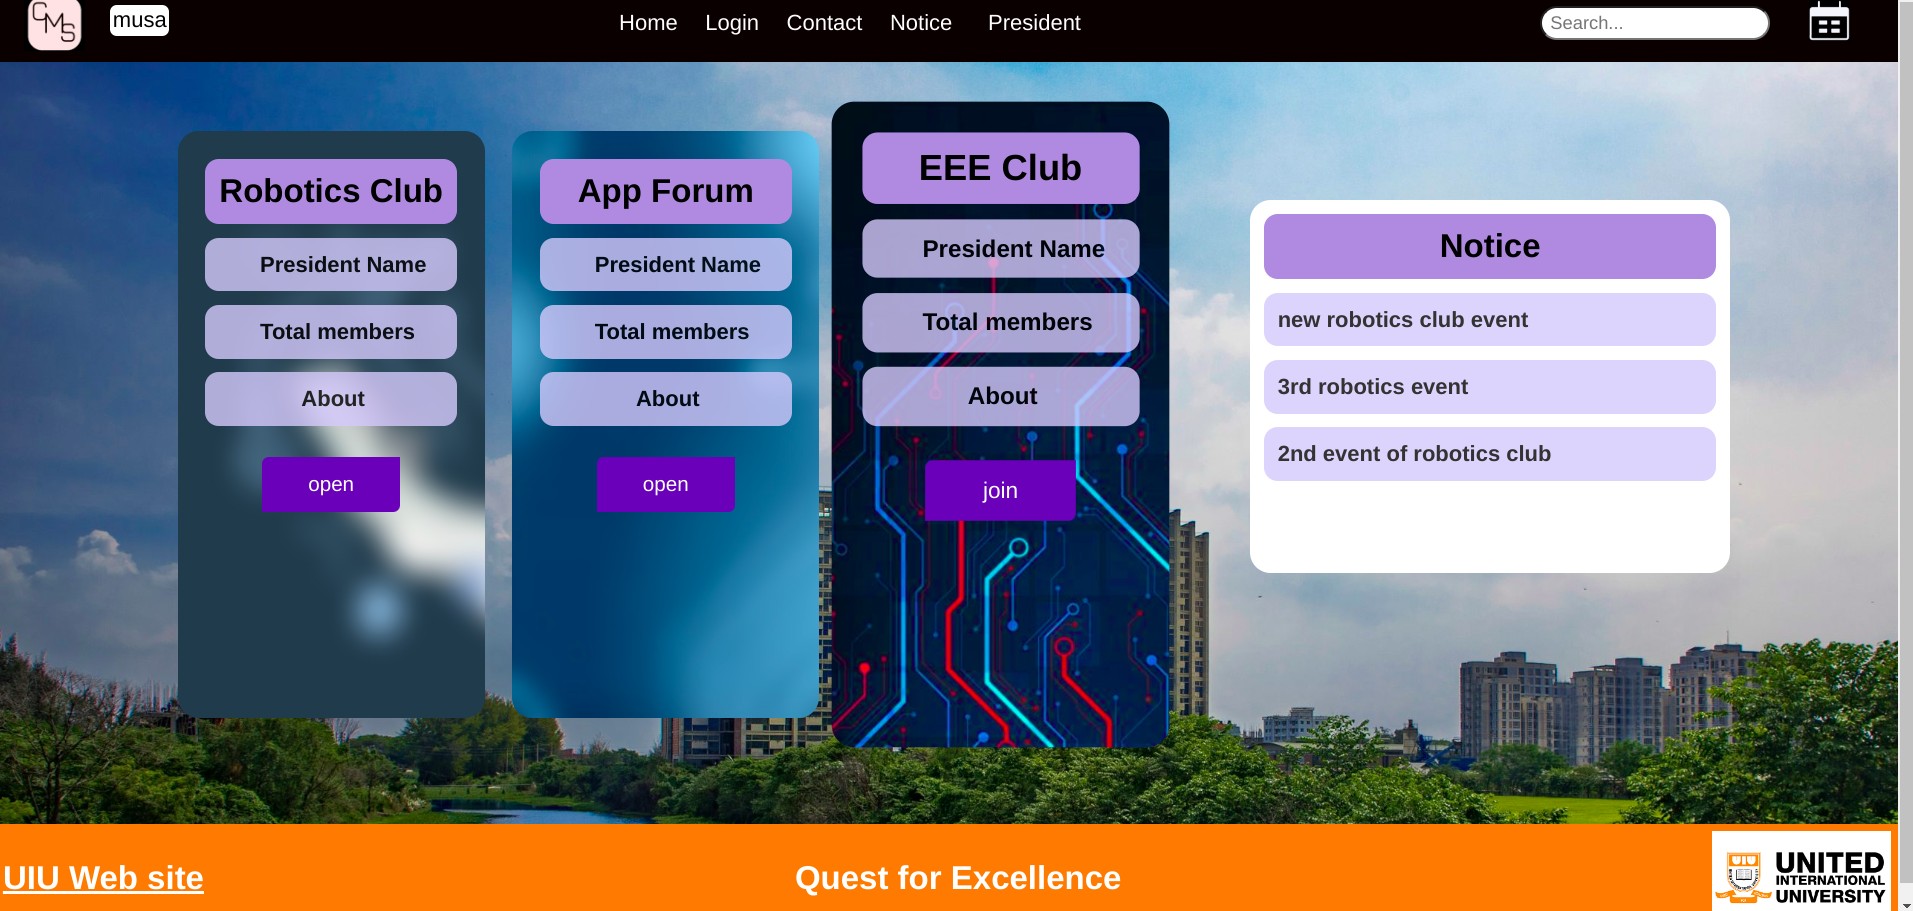 CMS
musa
Home Login Contact Notice President
Search...
Robotics Club
President Name
Total members
About
open
App Forum
President Name
Total members
About
open
EEE Club
President Name
Total members
About
join
Notice
new robotics club event
3rd robotics event
2nd event of robotics club
UIU Web site
Quest for Excellence
UIU
UNITED
INTERNATIONAL
UNIVERSITY